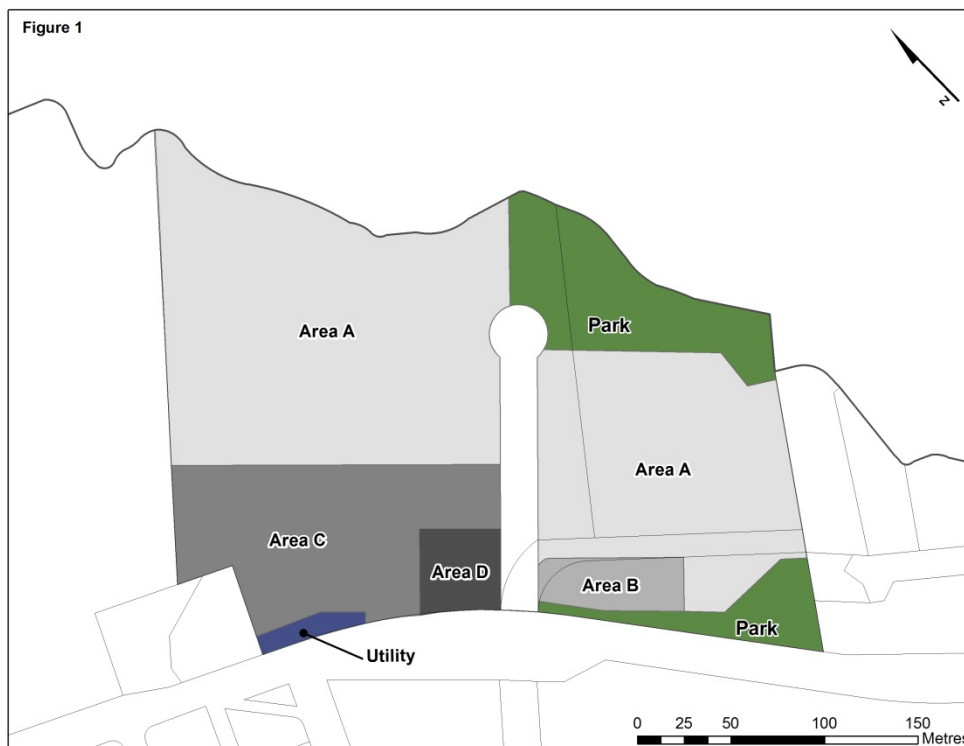 Figure 1
N
Area A
Park
Area A
Area C
Area D
Area B
Park
Utility
0 25 50 100 150
Metres